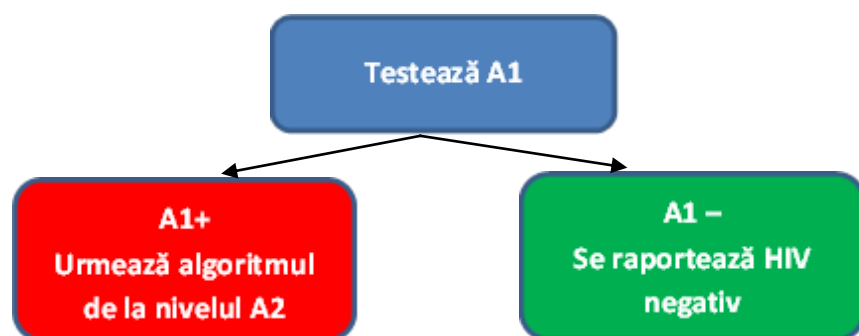 Testează A1
A1+
Urmează algoritmul
de la nivelul A2
A1 –
Se raportează HIV
negativ